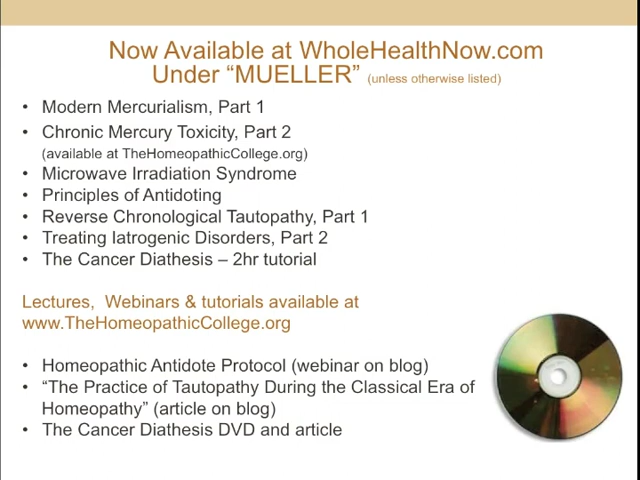 Now Available at WholeHealthNow.com
Under “MUELLER” (unless otherwise listed)
• Modern Mercurialism, Part 1
• Chronic Mercury Toxicity, Part 2
(available at TheHomeopathicCollege.org)
• Microwave Irradiation Syndrome
• Principles of Antidoting
• Reverse Chronological Tautopathy, Part 1
• Treating Iatrogenic Disorders, Part 2
• The Cancer Diathesis – 2hr tutorial
Lectures, Webinars & tutorials available at
www.TheHomeopathicCollege.org
• Homeopathic Antidote Protocol (webinar on blog)
• “The Practice of Tautopathy During the Classical Era of
Homeopathy” (article on blog)
• The Cancer Diathesis DVD and article